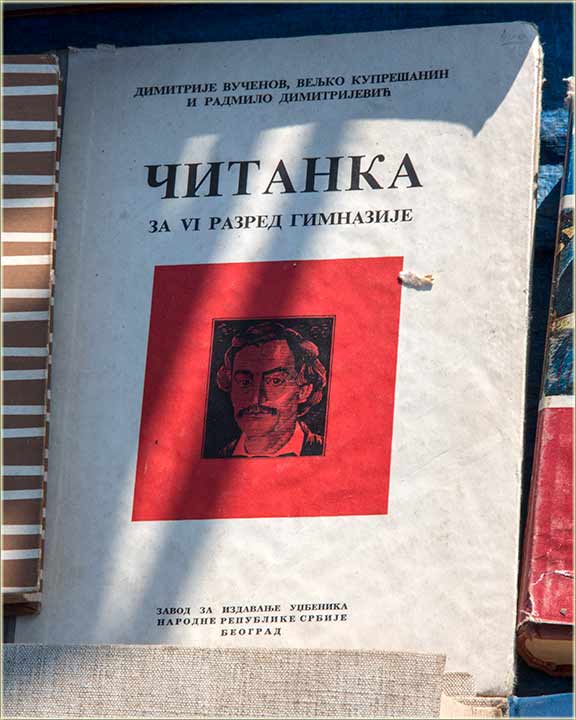 ДИМИТРИЈЕ ВУЧЕНОВ, ВЕЉКО КУПРЕШАНИН
И РАДМИЛО ДИМИТРИЈЕВИЋ
ЧИТАНКА
ЗА VI РАЗРЕД ГИМНАЗИЈЕ
ЗАВОД ЗА ИЗДАВАЊЕ УЏБЕНИКА
НАРОДНЕ РЕПУБЛИКЕ СРБИЈЕ
БЕОГРАД